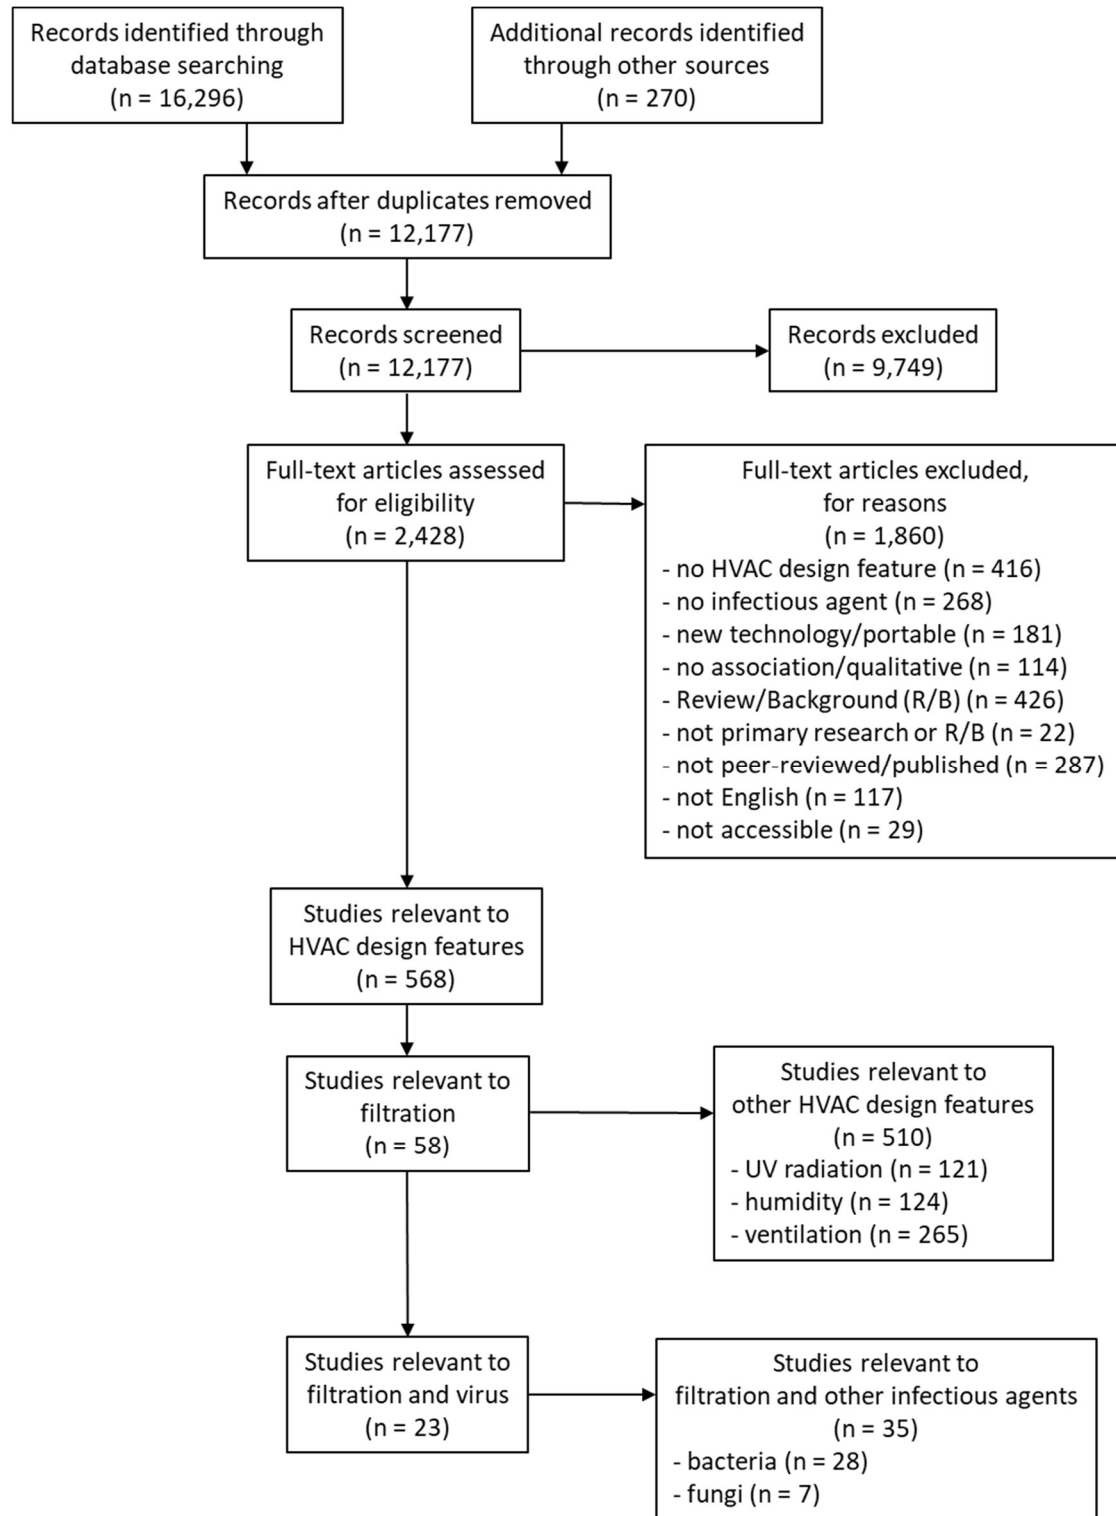 Records identified through
database searching
(n = 16,296)
Additional records identified
through other sources
(n = 270)
Records after duplicates removed
(n = 12,177)
Records screened
(n = 12,177)
Records excluded
(n = 9,749)
Full-text articles assessed
for eligibility
(n = 2,428)
Full-text articles excluded,
for reasons
(n = 1,860)
- no HVAC design feature (n = 416)
- no infectious agent (n = 268)
- new technology/portable (n = 181)
- no association/qualitative (n = 114)
- Review/Background (R/B) (n = 426)
- not primary research or R/B (n = 22)
- not peer-reviewed/published (n = 287)
- not English (n = 117)
- not accessible (n = 29)
Studies relevant to
HVAC design features
(n = 568)
Studies relevant to
filtration
(n = 58)
Studies relevant to
other HVAC design features
(n = 510)
- UV radiation (n = 121)
- humidity (n = 124)
- ventilation (n = 265)
Studies relevant to
filtration and virus
(n = 23)
Studies relevant to
filtration and other infectious agents
(n = 35)
- bacteria (n = 28)
- fungi (n = 7)